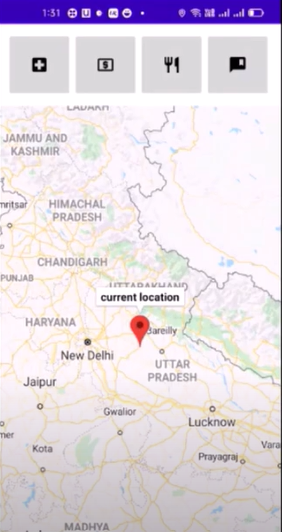 1:31
LADAKH
JAMMU AND
KASHMIR
mritsar
HIMACHAL
PRADESH
CHANDIGARH
PUNJAB
UTTARAKHAND
current location
HARYANA
Bareilly
New Delhi
UTTAR
PRADESH
Jaipur
Gwalior
Lucknow
mer
Kota
Prayagraj
Vara
MADHYA